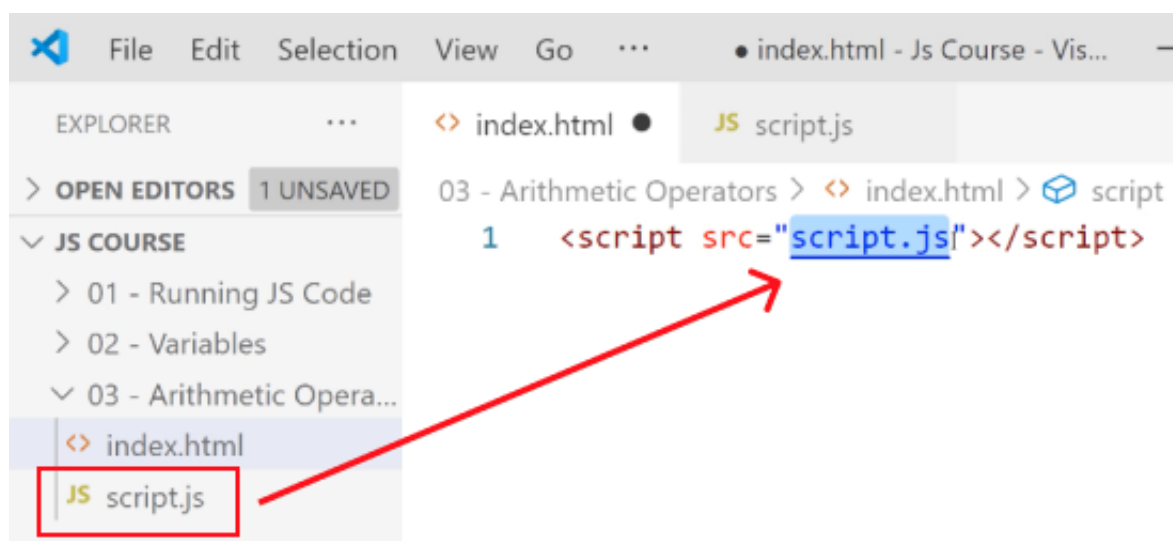 File Edit Selection View Go ··· ● index.html - Js Course - Vis...
EXPLORER ···
index.html ● JS script.js
OPEN EDITORS 1 UNSAVED
03 - Arithmetic Operators > index.html > script
JS COURSE
1 <script src="script.js"></script>
01 - Running JS Code
02 - Variables
03 - Arithmetic Opera...
index.html
JS script.js